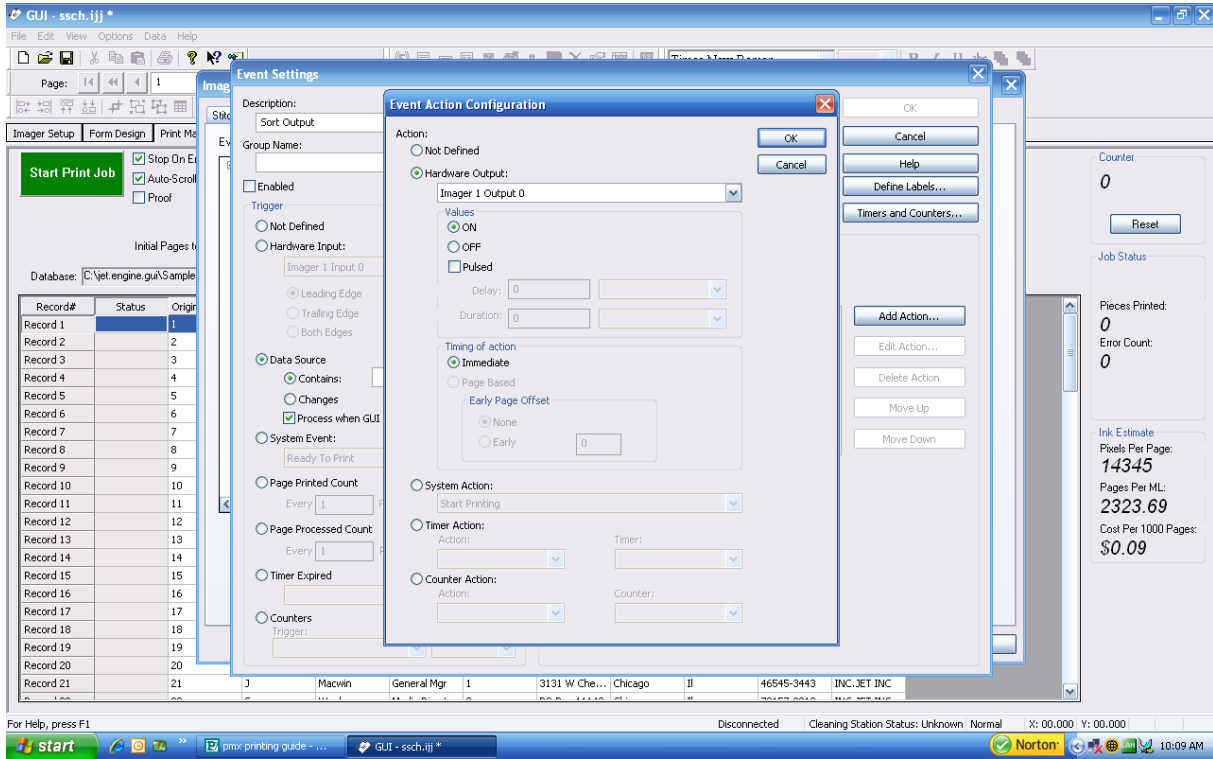 GUI - ssch.ijj *
File Edit View Options Data Help
Page: 1
Imager Setup Form Design Print Ma
Start Print Job
Stop On E
Auto-Scroll
Proof
Initial Pages t
Database: C:\jet.engine.gui\Sample
Record# Status Origin
Record 1 1
Record 2 2
Record 3 3
Record 4 4
Record 5 5
Record 6 6
Record 7 7
Record 8 8
Record 9 9
Record 10 10
Record 11 11
Record 12 12
Record 13 13
Record 14 14
Record 15 15
Record 16 16
Record 17 17
Record 18 18
Record 19 19
Record 20 20
Record 21 21 J Macwin General Mgr 1 3131 W Che... Chicago Il 46545-3443 INC.JET INC
Imag
Stitc
Ev
Event Settings
Description:
Sort Output
Group Name:
Enabled
Trigger
Not Defined
Hardware Input:
Imager 1 Input 0
Leading Edge
Trailing Edge
Both Edges
Data Source
Contains:
Changes
Process when GUI
System Event:
Ready To Print
Page Printed Count
Every 1 P
Page Processed Count
Every 1 P
Timer Expired
Counters
Trigger:
OK
Cancel
Help
Define Labels...
Timers and Counters...
Add Action...
Edit Action...
Delete Action
Move Up
Move Down
Event Action Configuration
Action:
Not Defined
Hardware Output:
Imager 1 Output 0
Values
ON
OFF
Pulsed
Delay: 0
Duration: 0
Timing of action
Immediate
Page Based
Early Page Offset
None
Early 0
System Action:
Start Printing
Timer Action:
Action: Timer:
Counter Action:
Action: Counter:
OK
Cancel
Counter
0
Reset
Job Status
Pieces Printed:
0
Error Count:
0
Ink Estimate
Pixels Per Page:
14345
Pages Per ML:
2323.69
Cost Per 1000 Pages:
$0.09
For Help, press F1 Disconnected Cleaning Station Status: Unknown Normal X: 00.000 Y: 00.000
start pmx printing guide - ... GUI - ssch.ijj * Norton 10:09 AM